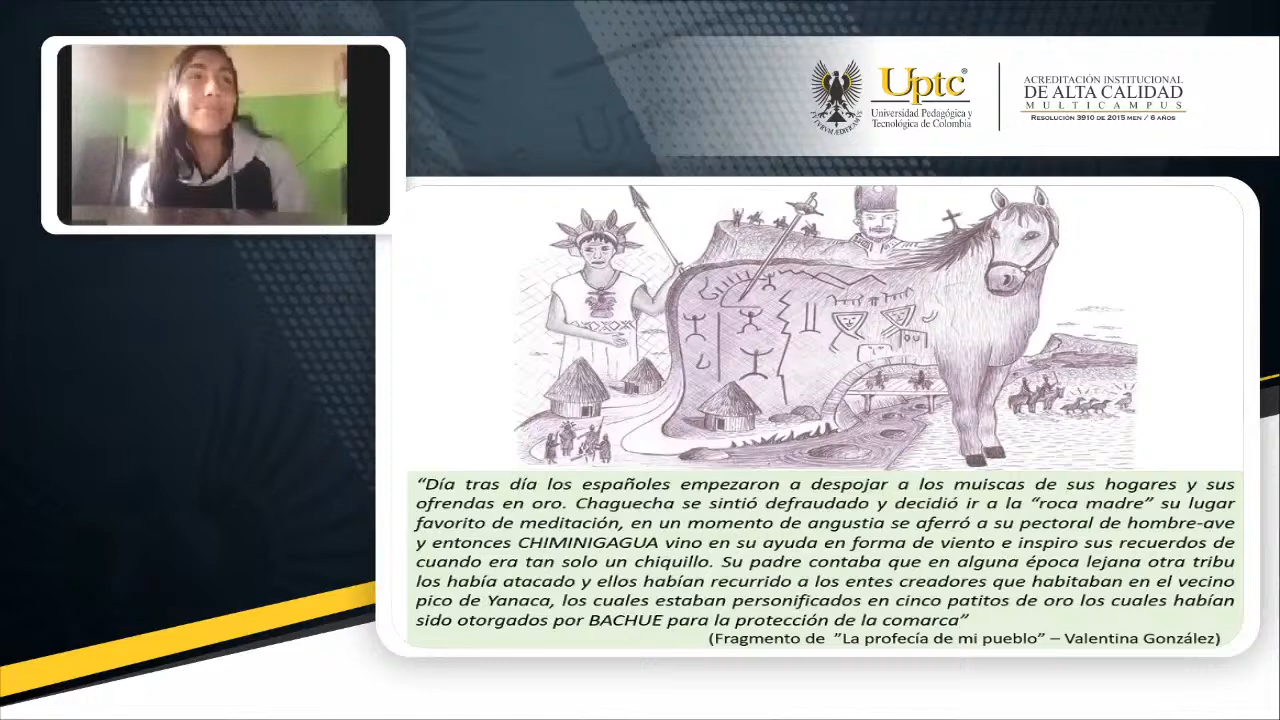 Uptc®
Universidad Pedagógica y
Tecnológica de Colombia
ACREDITACIÓN INSTITUCIONAL
DE ALTA CALIDAD
MULTICAMPUS
RESOLUCIÓN 3910 DE 2015 MEN / 6 AÑOS
“Día tras día los españoles empezaron a despojar a los muiscas de sus hogares y sus
ofrendas en oro. Chaguecha se sintió defraudado y decidió ir a la “roca madre” su lugar
favorito de meditación, en un momento de angustia se aferró a su pectoral de hombre-ave
y entonces CHIMINIGAGUA vino en su ayuda en forma de viento e inspiro sus recuerdos de
cuando era tan solo un chiquillo. Su padre contaba que en alguna época lejana otra tribu
los había atacado y ellos habían recurrido a los entes creadores que habitaban en el vecino
pico de Yanaca, los cuales estaban personificados en cinco patitos de oro los cuales habían
sido otorgados por BACHUE para la protección de la comarca”
(Fragmento de ”La profecía de mi pueblo” – Valentina González)